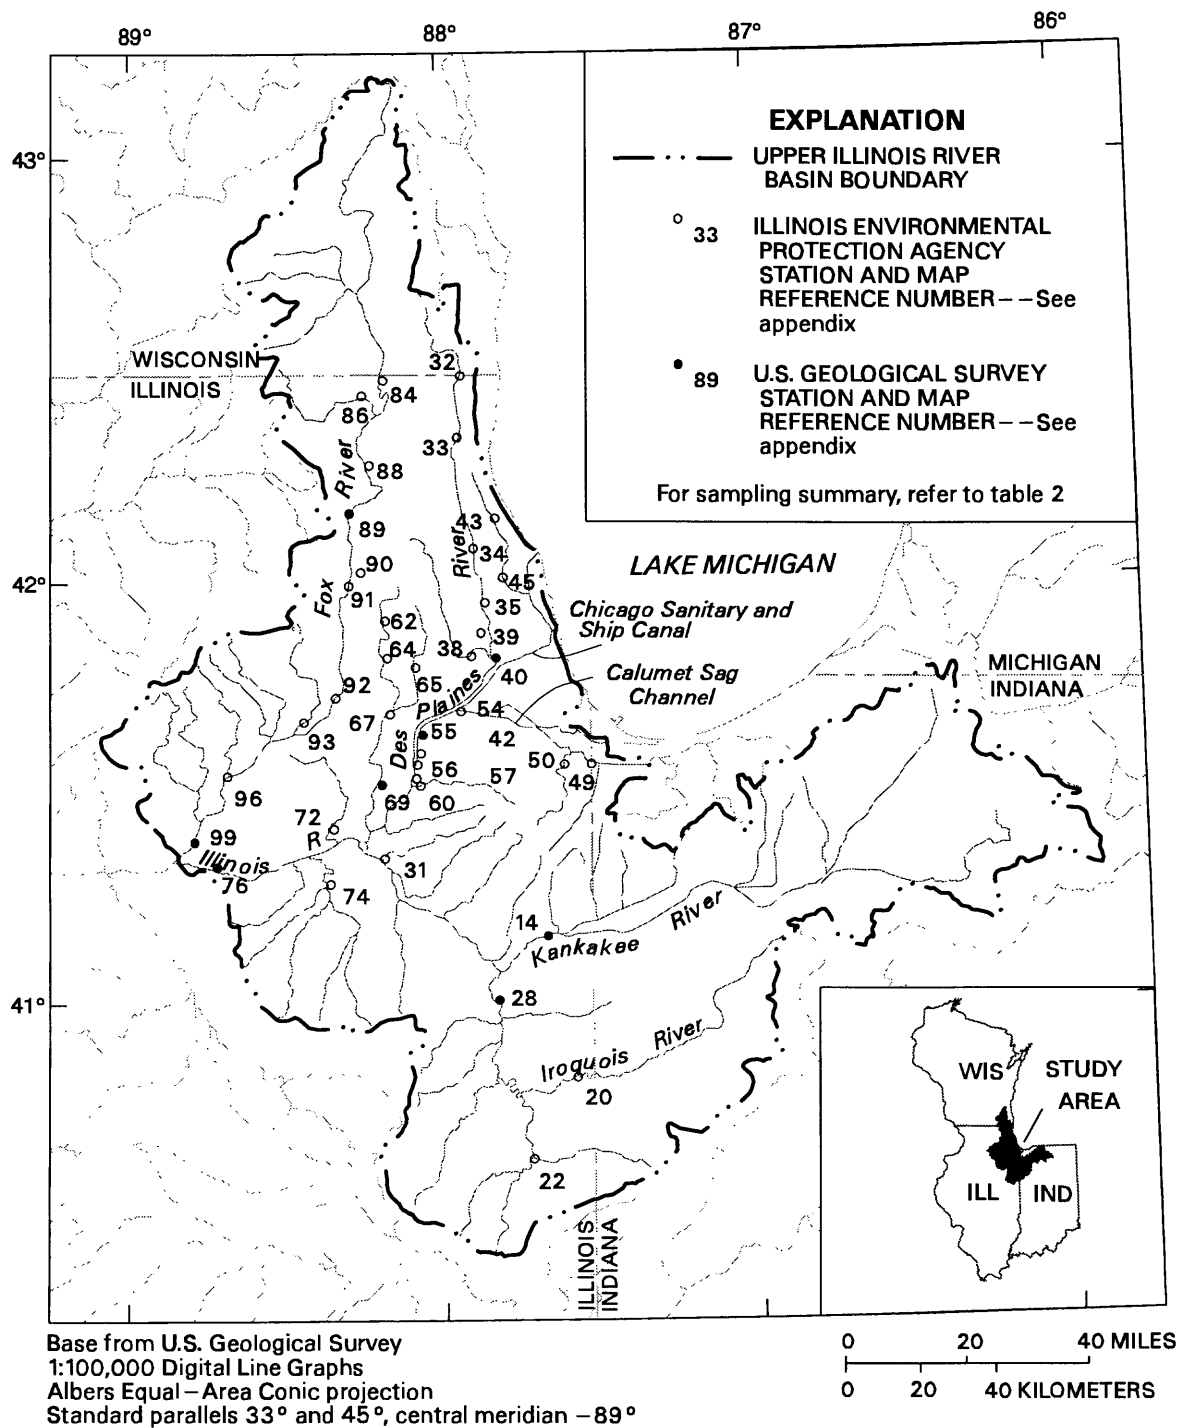 89°
88°
87°
86°
43°
42°
41°
EXPLANATION
UPPER ILLINOIS RIVER
BASIN BOUNDARY
33
ILLINOIS ENVIRONMENTAL
PROTECTION AGENCY
STATION AND MAP
REFERENCE NUMBER––See
appendix
89
U.S. GEOLOGICAL SURVEY
STATION AND MAP
REFERENCE NUMBER––See
appendix
For sampling summary, refer to table 2
WISCONSIN
ILLINOIS
32
84
86
33
River
88
89
43
34
River
90
45
91
Fox
LAKE MICHIGAN
Chicago Sanitary and
Ship Canal
62
35
39
38
64
40
65
Plaines
Calumet Sag
Channel
MICHIGAN
INDIANA
92
67
54
93
55
42
Des
50
49
56
57
96
69
60
72
R
99
Illinois
76
31
74
14
Kankakee
River
28
Iroquois
River
20
22
ILLINOIS
INDIANA
WIS
STUDY
AREA
ILL
IND
Base from U.S. Geological Survey
1:100,000 Digital Line Graphs
Albers Equal–Area Conic projection
Standard parallels 33° and 45°, central meridian –89°
0 20 40 MILES
0 20 40 KILOMETERS